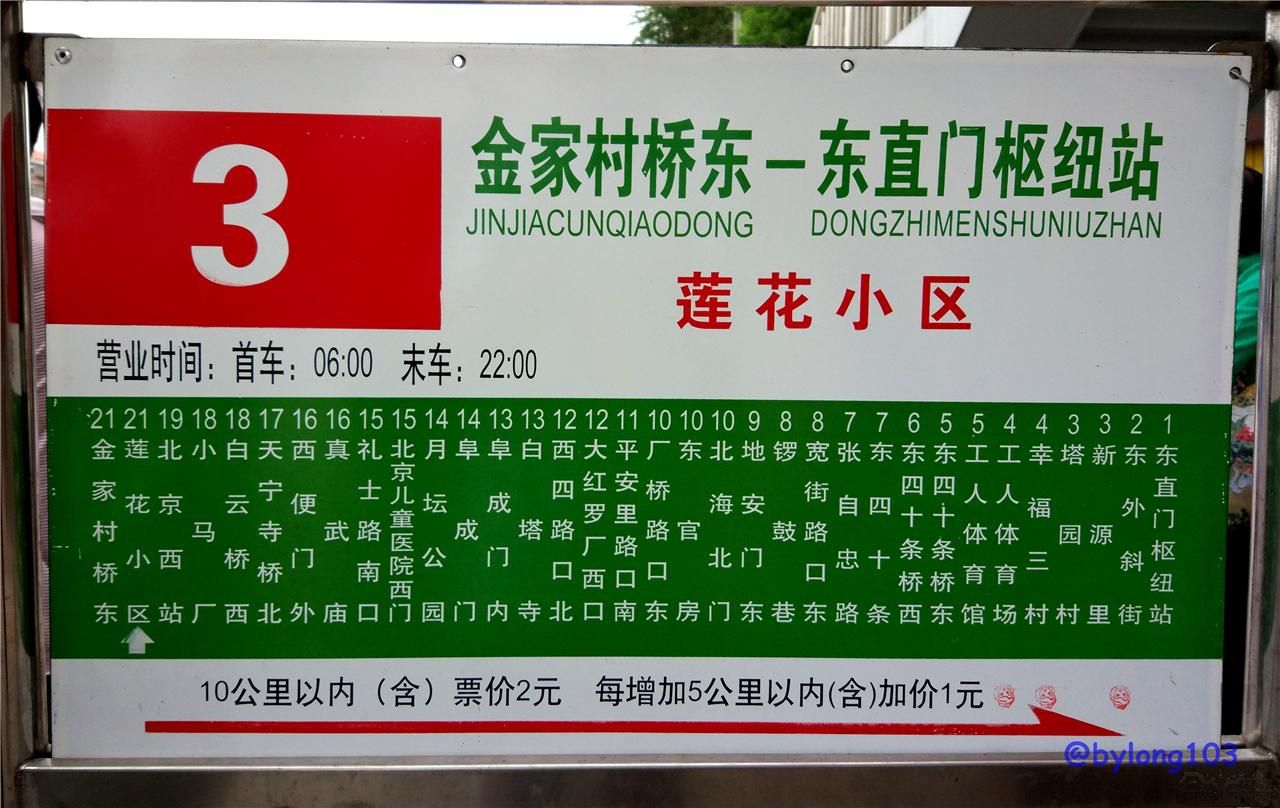 3
金家村桥东－东直门枢纽站
JINJIACUNQIAODONG DONGZHIMENSHUNIUZHAN
莲花小区
营业时间：首车：06:00 末车：22:00
21 21 19 18 18 17 16 16 15 15 14 14 13 13 12 12 11 10 10 10 9 8 8 7 7 6 5 5 4 4 3 3 2 1
金家村桥东
莲花小区
北京西站
小马厂
白云桥西
天宁寺桥北
西便门外
真武庙
礼士路南口
北京儿童医院西门
月坛公园
阜成门
阜成门内
白塔寺
西四路口北
大红罗厂西口
平安里路口南
厂桥路口东
东官房
北海北门
地安门东
锣鼓巷
宽街路口东
张自忠路
东四十条
东四十条桥西
东四十条桥东
工人体育馆
工人体育场
幸福三村
塔园村
新源里
东外斜街
东直门枢纽站
10公里以内（含）票价2元 每增加5公里以内(含)加价1元
@bylong103